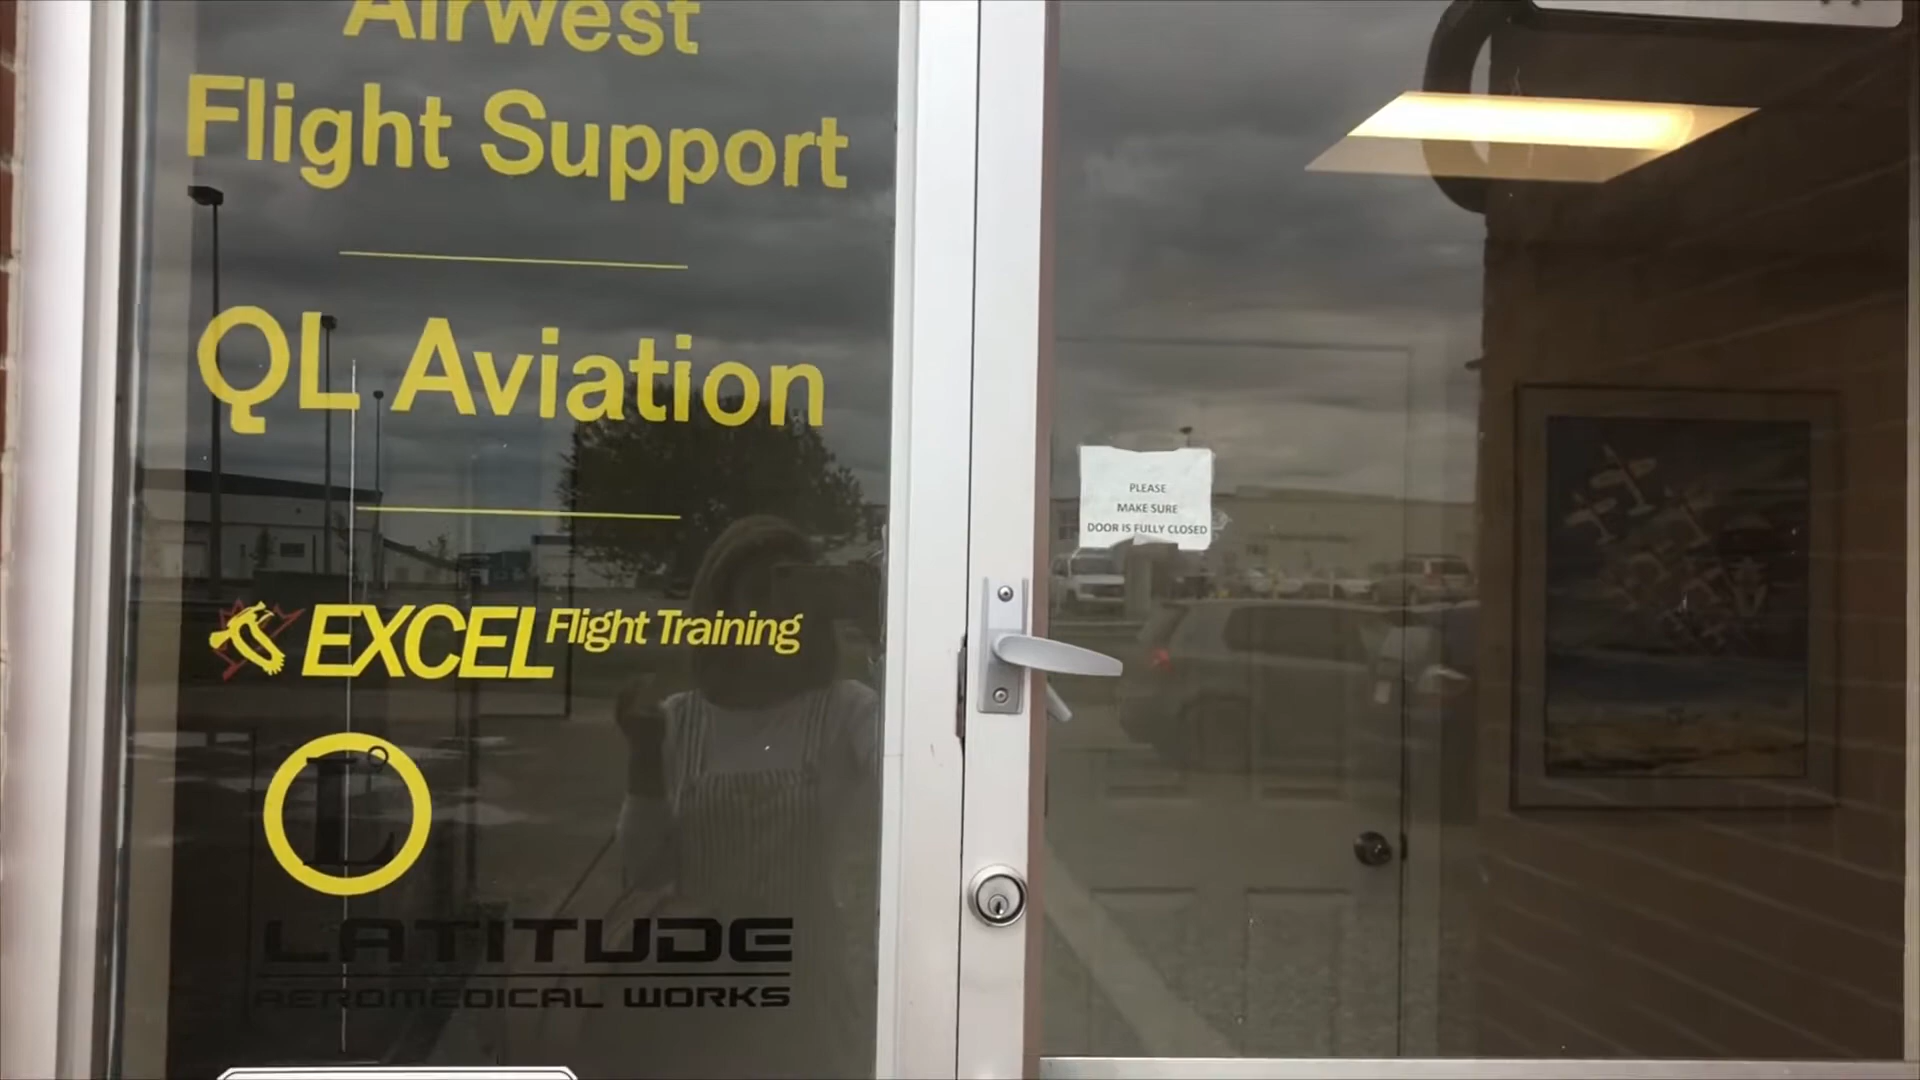 Airwest
Flight Support
QL Aviation
EXCEL Flight Training
L
LATITUDE
AEROMEDICAL WORKS
PLEASE
MAKE SURE
DOOR IS FULLY CLOSED